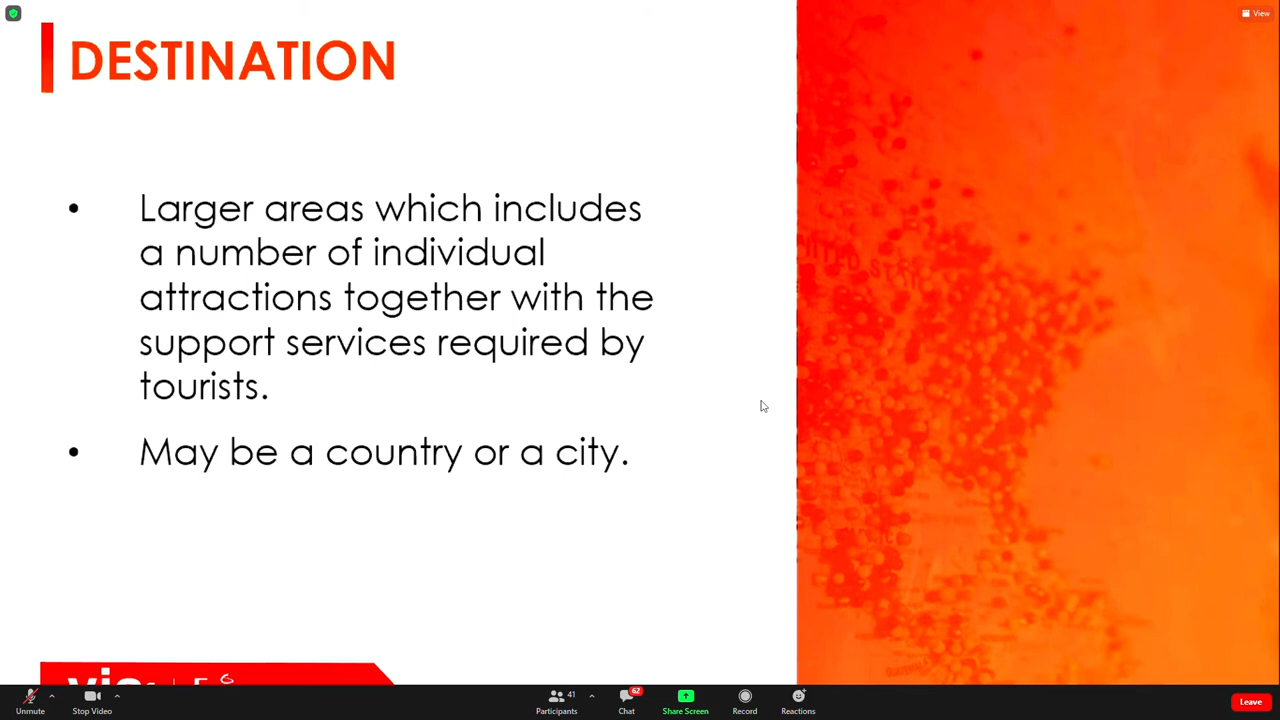 View
DESTINATION
• Larger areas which includes
a number of individual
attractions together with the
support services required by
tourists.
• May be a country or a city.
Unmute
Stop Video
41
Participants
62
Chat
Share Screen
Record
Reactions
Leave